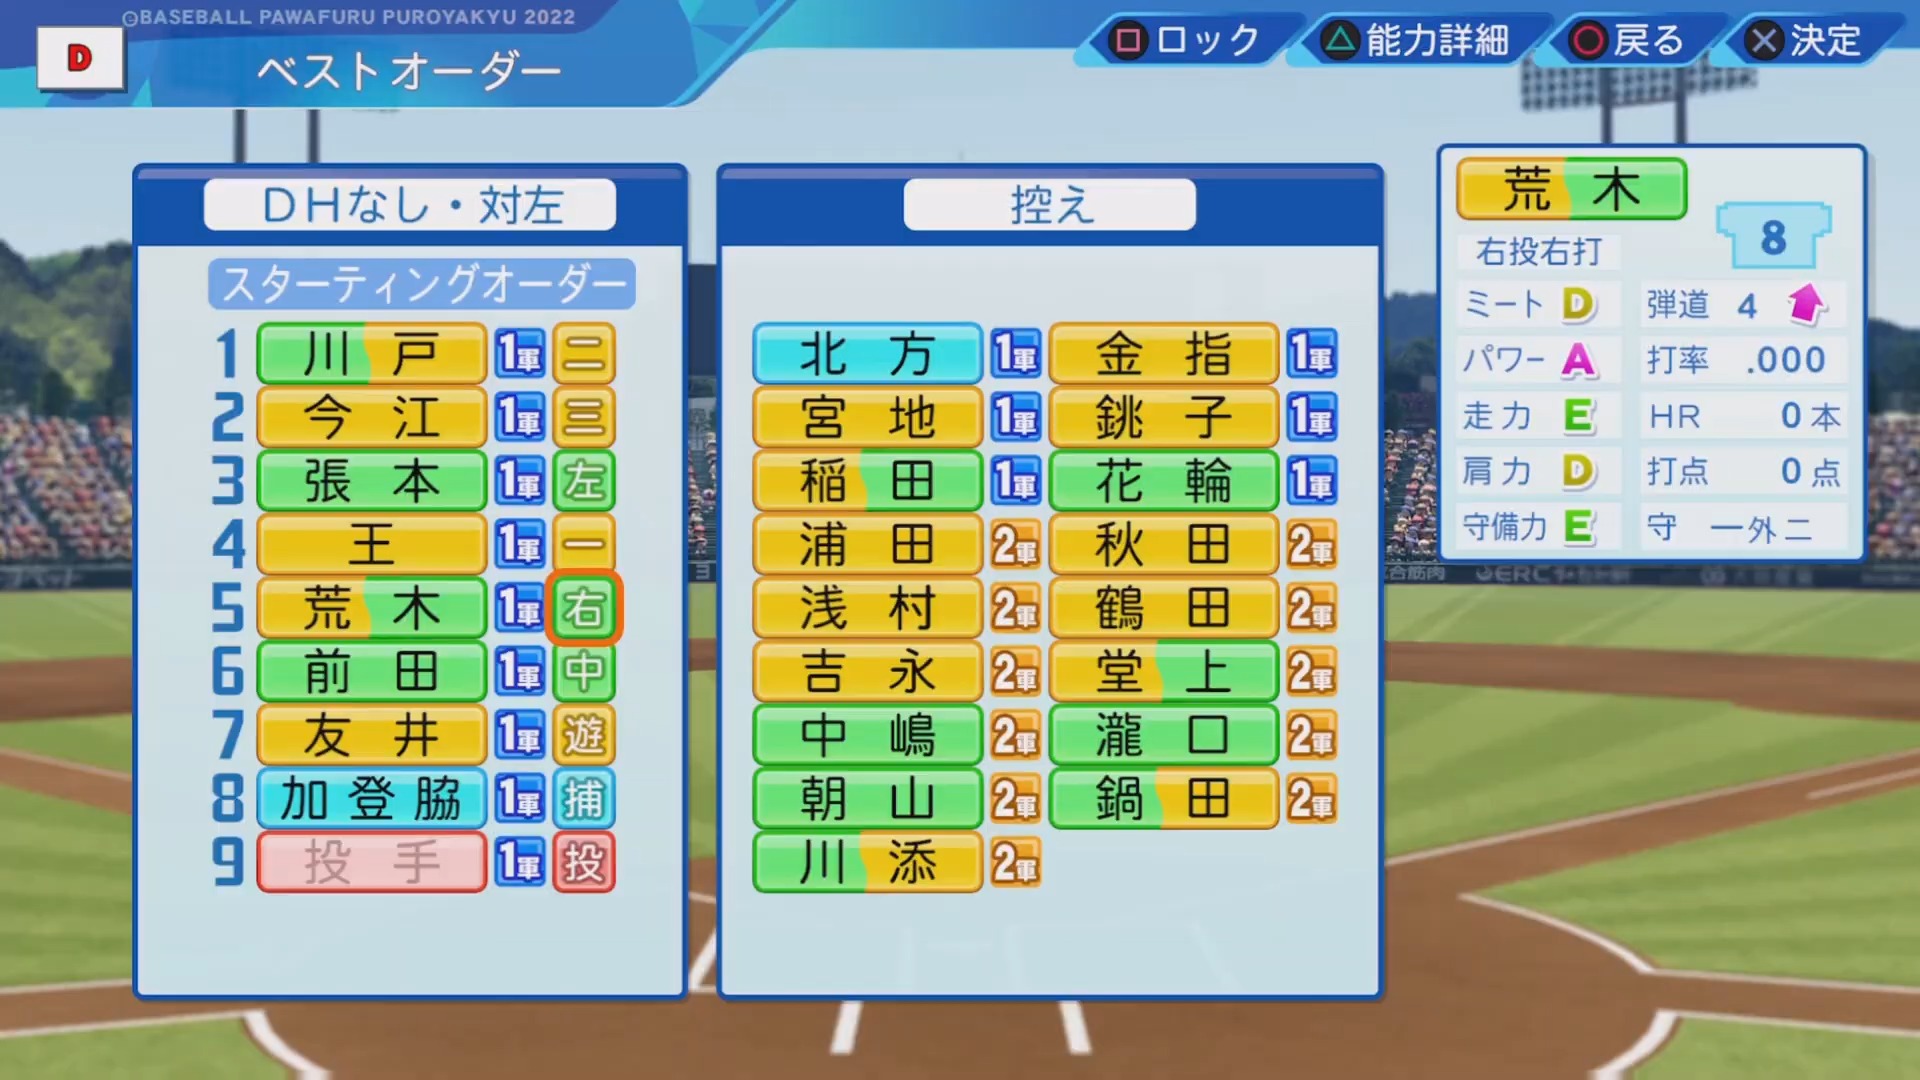 ©BASEBALL PAWAFURU PUROYAKYU 2022
D
ベストオーダー
ロック
能力詳細
戻る
決定
DHなし・対左
スターティングオーダー
1 川戸 1軍 二
2 今江 1軍 三
3 張本 1軍 左
4 王 1軍 一
5 荒木 1軍 右
6 前田 1軍 中
7 友井 1軍 遊
8 加登脇 1軍 捕
9 投手 1軍 投
控え
北方 1軍 金指 1軍
宮地 1軍 銚子 1軍
稲田 1軍 花輪 1軍
浦田 2軍 秋田 2軍
浅村 2軍 鶴田 2軍
吉永 2軍 堂上 2軍
中嶋 2軍 瀧口 2軍
朝山 2軍 鍋田 2軍
川添 2軍
荒木
8
右投右打
ミート D 弾道 4
パワー A 打率 .000
走力 E HR 0本
肩力 D 打点 0点
守備力 E 守 一外二